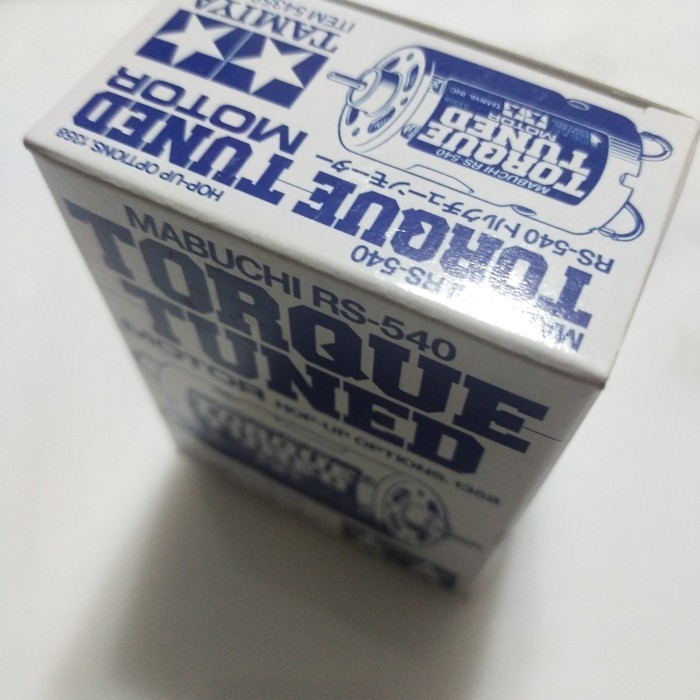 TAMIYA
MABUCHI RS-540
TORQUE TUNED
MOTOR
HOP-UP OPTIONS. 1358
RS-540 トルクチューンモーター
MABUCHI RS-540
TORQUE
TUNED
MOTOR
TAMIYA INC
MABUCHI RS-540
TORQUE
TUNED
MOTOR
HOP-UP OPTIONS. 1358